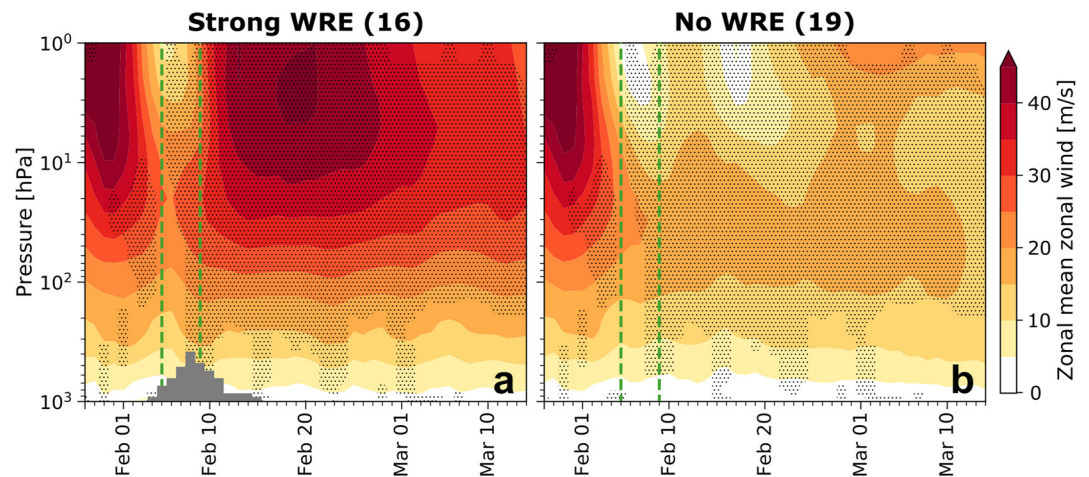 Strong WRE (16)
No WRE (19)
Pressure [hPa]
10⁰
10¹
10²
10³
a
b
Feb 01
Feb 10
Feb 20
Mar 01
Mar 10
Feb 01
Feb 10
Feb 20
Mar 01
Mar 10
40
30
20
10
0
Zonal mean zonal wind [m/s]